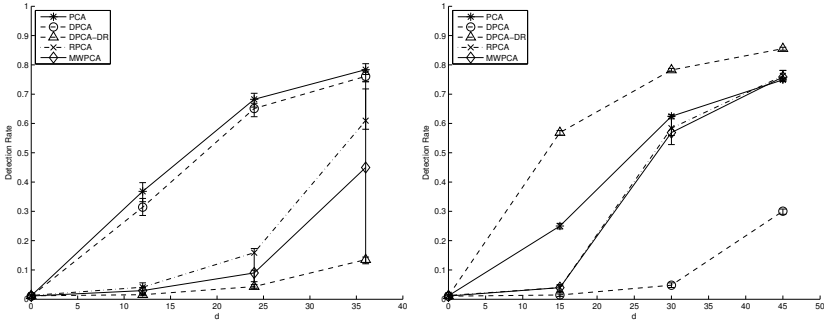 1
0.9
0.8
0.7
0.6
0.5
0.4
0.3
0.2
0.1
0
Detection Rate
PCA
DPCA
DPCA-DR
RPCA
MWPCA
0 5 10 15 20 25 30 35 40
d
1
0.9
0.8
0.7
0.6
0.5
0.4
0.3
0.2
0.1
0
Detection Rate
PCA
DPCA
DPCA-DR
RPCA
MWPCA
0 5 10 15 20 25 30 35 40 45 50
d